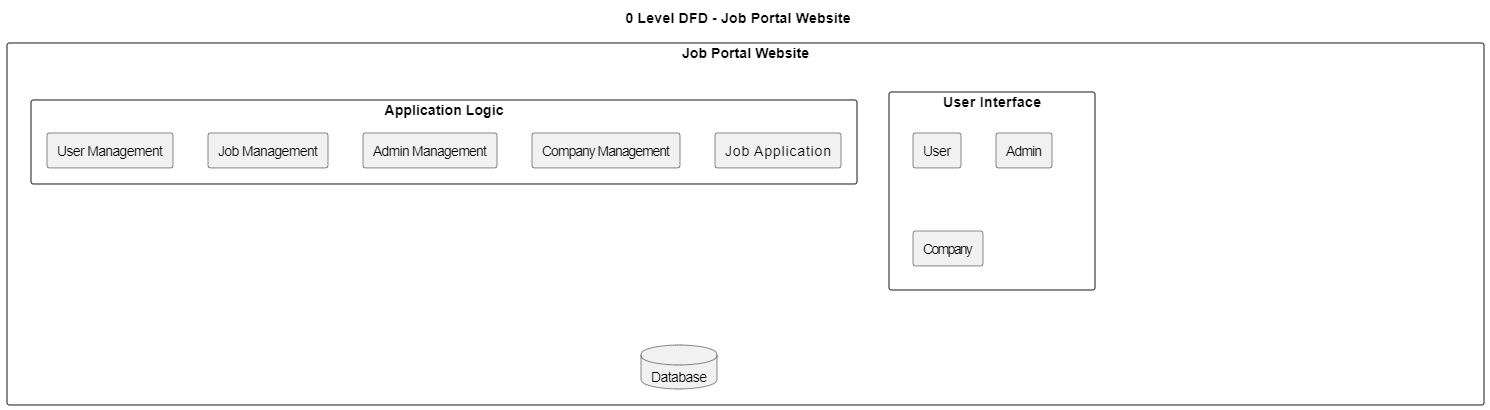 0 Level DFD - Job Portal Website
Job Portal Website
Application Logic
User Management
Job Management
Admin Management
Company Management
Job Application
User Interface
User
Admin
Company
Database